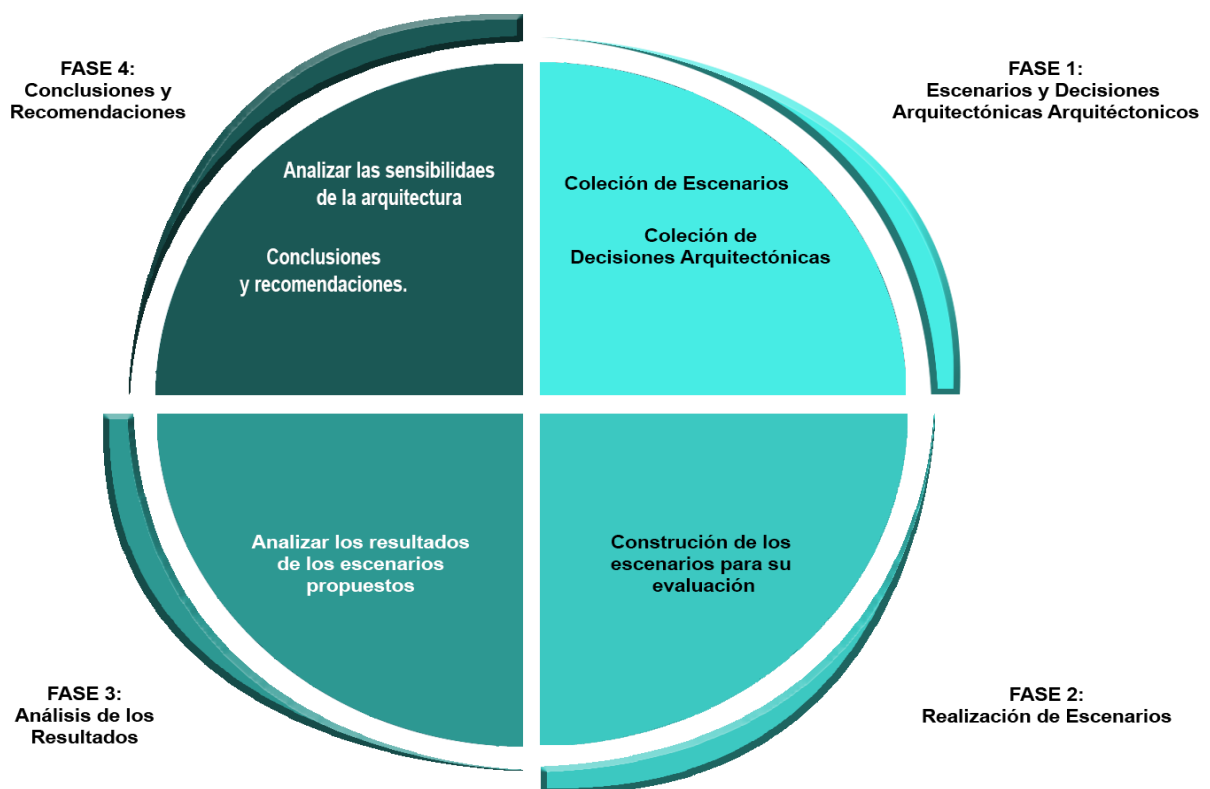 FASE 1:
Escenarios y Decisiones
Arquitectónicas Arquitéctonicos
Coleción de Escenarios
Coleción de
Decisiones Arquitectónicas
FASE 2:
Realización de Escenarios
Construción de los
escenarios para su
evaluación
FASE 3:
Análisis de los
Resultados
Analizar los resultados
de los escenarios
propuestos
FASE 4:
Conclusiones y
Recomendaciones
Analizar las sensibilidaes
de la arquitectura
Conclusiones
y recomendaciones.